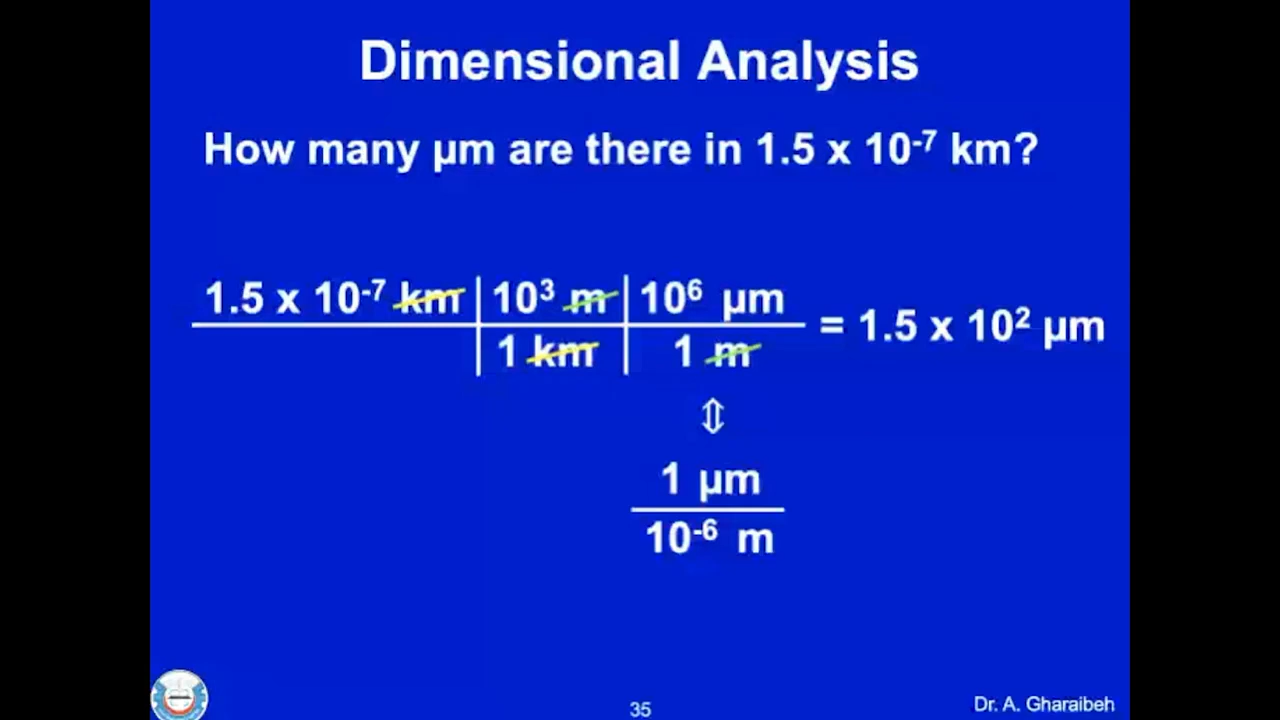 Dimensional Analysis
How many µm are there in 1.5 x 10⁻⁷ km?
1.5 x 10⁻⁷ km | 10³ m | 10⁶ µm
1 km | 1 m
= 1.5 x 10² µm
⇕
1 µm
10⁻⁶ m
35
Dr. A. Gharaibeh